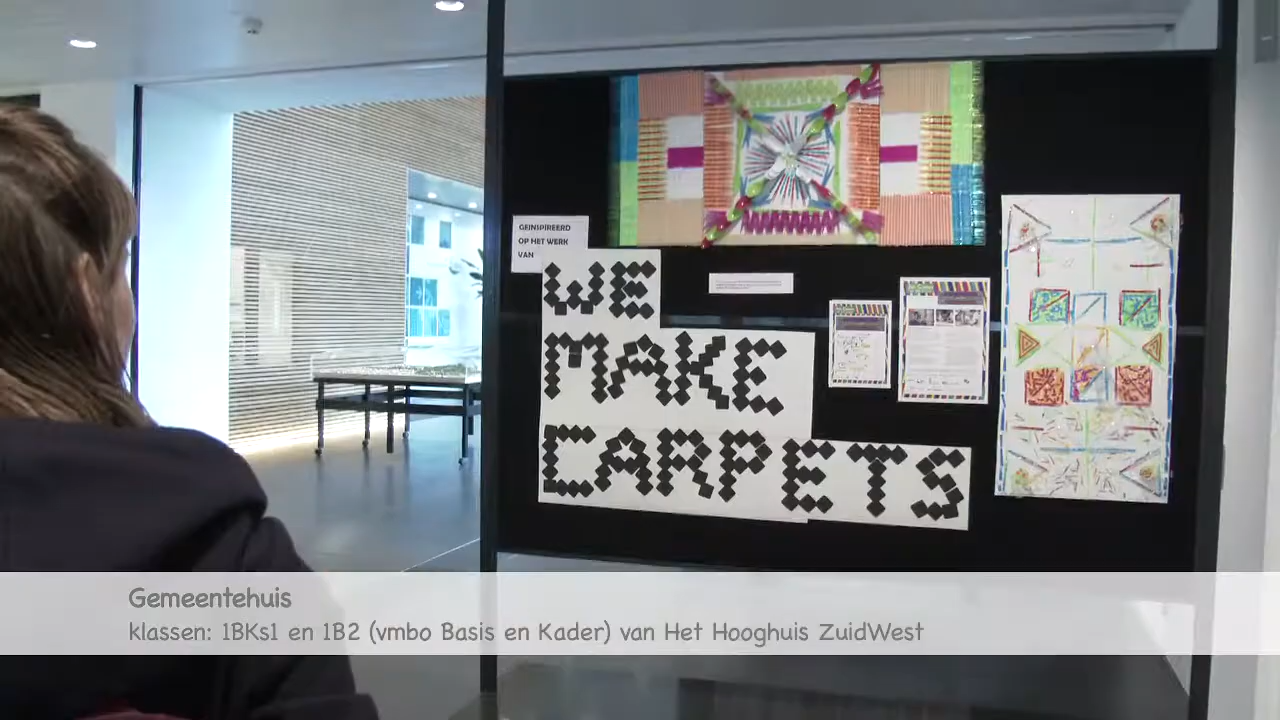 GEINSPIREERD
OP HET WERK
VAN
WE
MAKE
CARPETS
Gemeentehuis
klassen: 1BKs1 en 1B2 (vmbo Basis en Kader) van Het Hooghuis ZuidWest